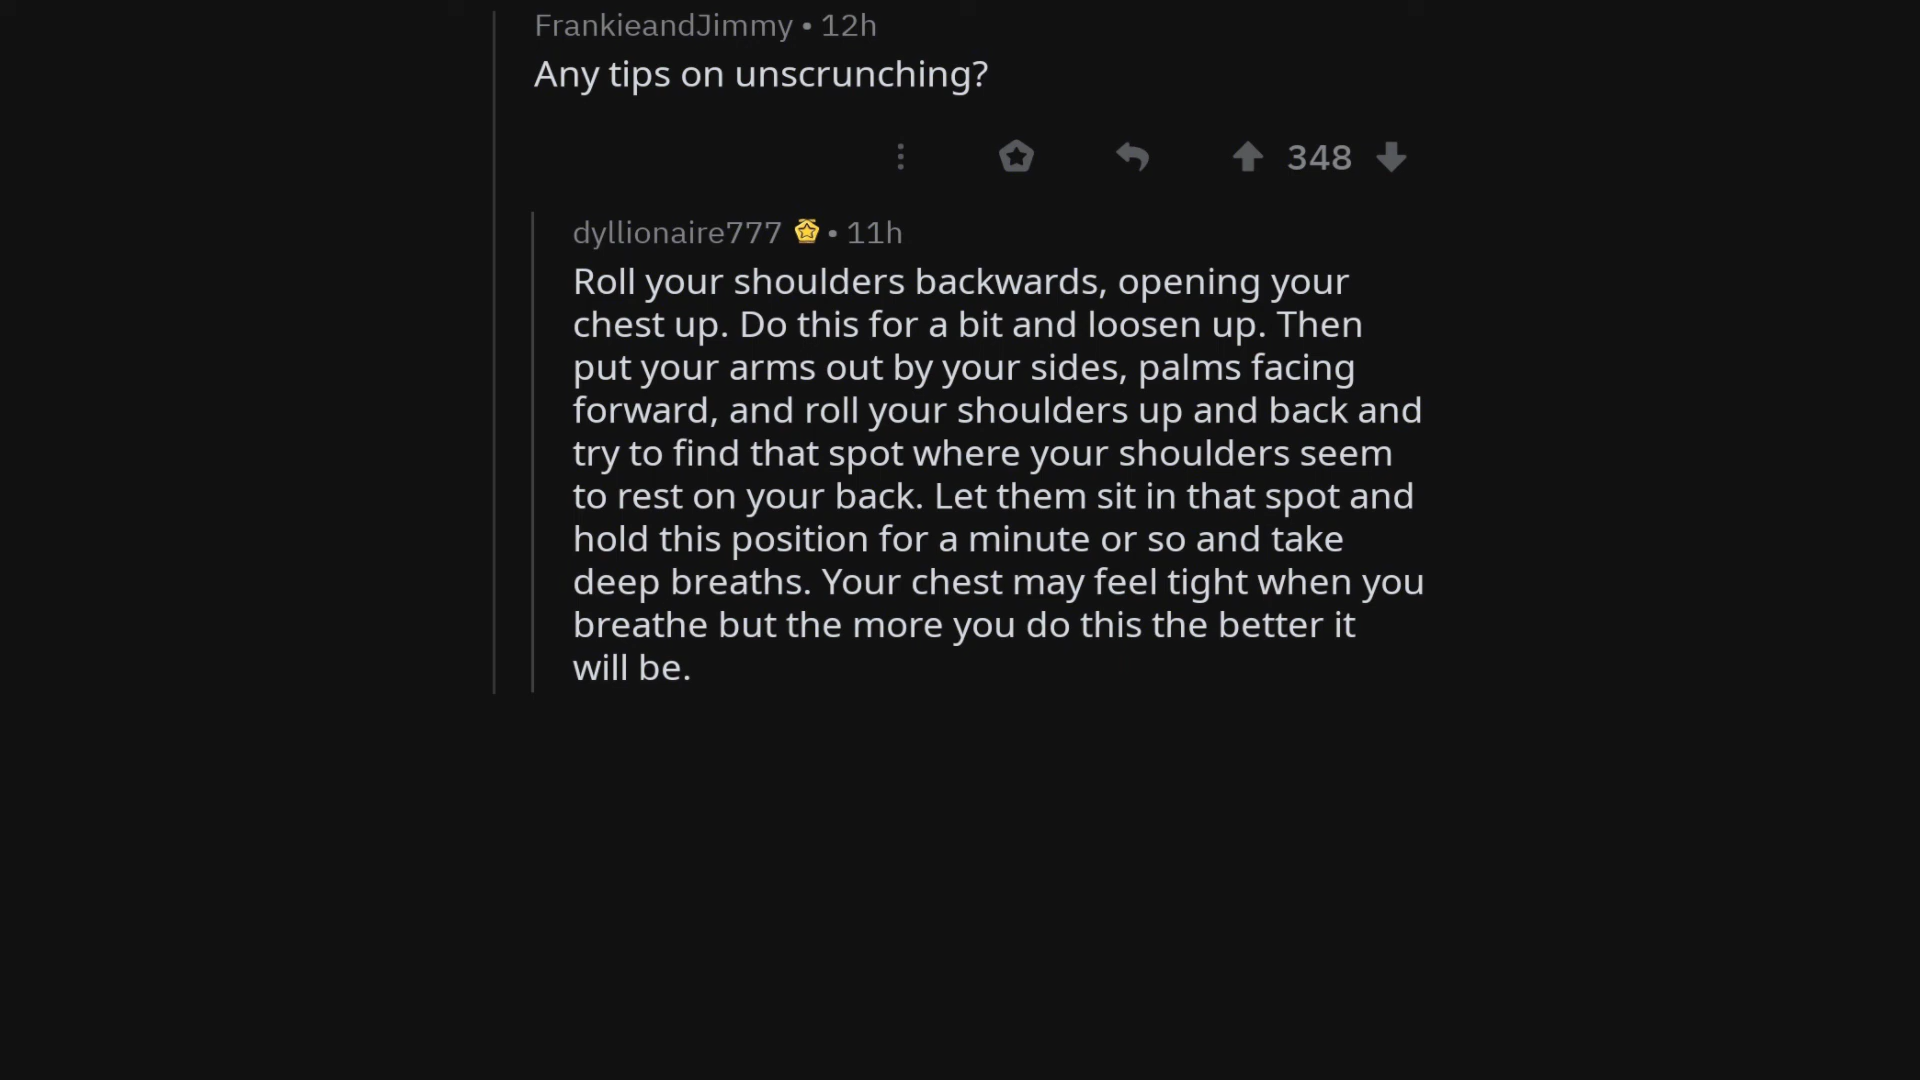 FrankieandJimmy • 12h
Any tips on unscrunching?
348
dyllionaire777 • 11h
Roll your shoulders backwards, opening your
chest up. Do this for a bit and loosen up. Then
put your arms out by your sides, palms facing
forward, and roll your shoulders up and back and
try to find that spot where your shoulders seem
to rest on your back. Let them sit in that spot and
hold this position for a minute or so and take
deep breaths. Your chest may feel tight when you
breathe but the more you do this the better it
will be.